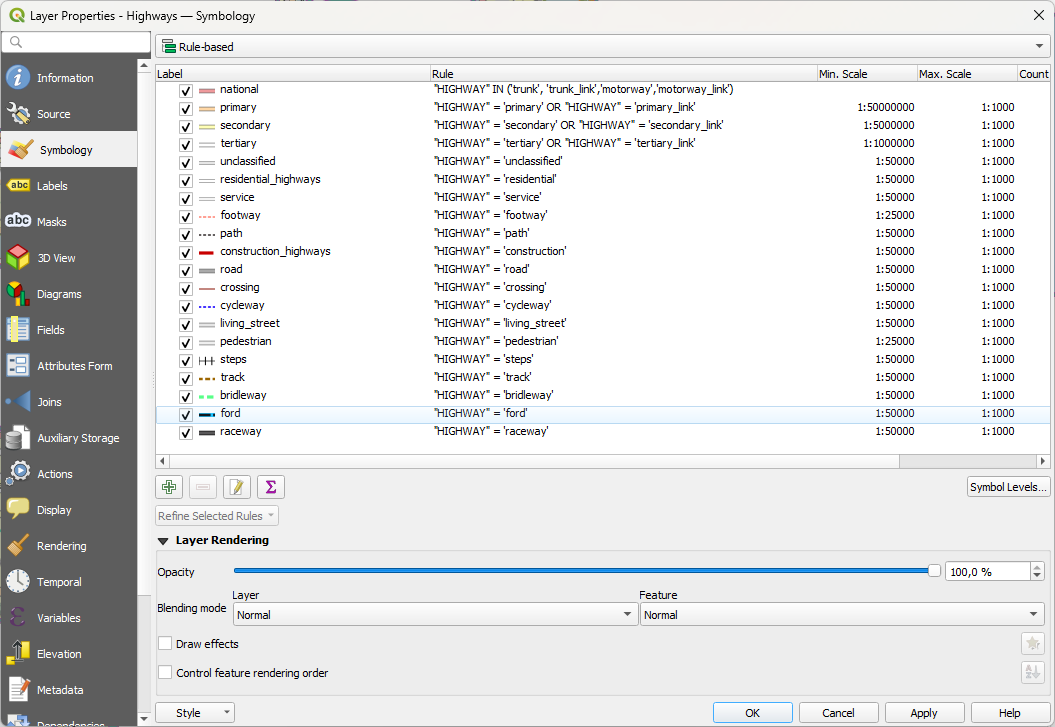 Layer Properties - Highways — Symbology
Rule-based
Information
Source
Symbology
abc Labels
abc Masks
3D View
Diagrams
Fields
Attributes Form
Joins
Auxiliary Storage
Actions
Display
Rendering
Temporal
Variables
Elevation
Metadata
Dependencies
Label Rule Min. Scale Max. Scale Count
national "HIGHWAY" IN ('trunk', 'trunk_link','motorway','motorway_link')
primary "HIGHWAY" = 'primary' OR "HIGHWAY" = 'primary_link' 1:50000000 1:1000
secondary "HIGHWAY" = 'secondary' OR "HIGHWAY" = 'secondary_link' 1:5000000 1:1000
tertiary "HIGHWAY" = 'tertiary' OR "HIGHWAY" = 'tertiary_link' 1:1000000 1:1000
unclassified "HIGHWAY" = 'unclassified' 1:50000 1:1000
residential_highways "HIGHWAY" = 'residential' 1:50000 1:1000
service "HIGHWAY" = 'service' 1:50000 1:1000
footway "HIGHWAY" = 'footway' 1:25000 1:1000
path "HIGHWAY" = 'path' 1:50000 1:1000
construction_highways "HIGHWAY" = 'construction' 1:50000 1:1000
road "HIGHWAY" = 'road' 1:50000 1:1000
crossing "HIGHWAY" = 'crossing' 1:50000 1:1000
cycleway "HIGHWAY" = 'cycleway' 1:50000 1:1000
living_street "HIGHWAY" = 'living_street' 1:50000 1:1000
pedestrian "HIGHWAY" = 'pedestrian' 1:25000 1:1000
steps "HIGHWAY" = 'steps' 1:50000 1:1000
track "HIGHWAY" = 'track' 1:50000 1:1000
bridleway "HIGHWAY" = 'bridleway' 1:50000 1:1000
ford "HIGHWAY" = 'ford' 1:50000 1:1000
raceway "HIGHWAY" = 'raceway' 1:50000 1:1000
Σ
Symbol Levels...
Refine Selected Rules
Layer Rendering
Opacity 100,0 %
Layer Feature
Blending mode Normal Normal
Draw effects
Control feature rendering order
Style OK Cancel Apply Help